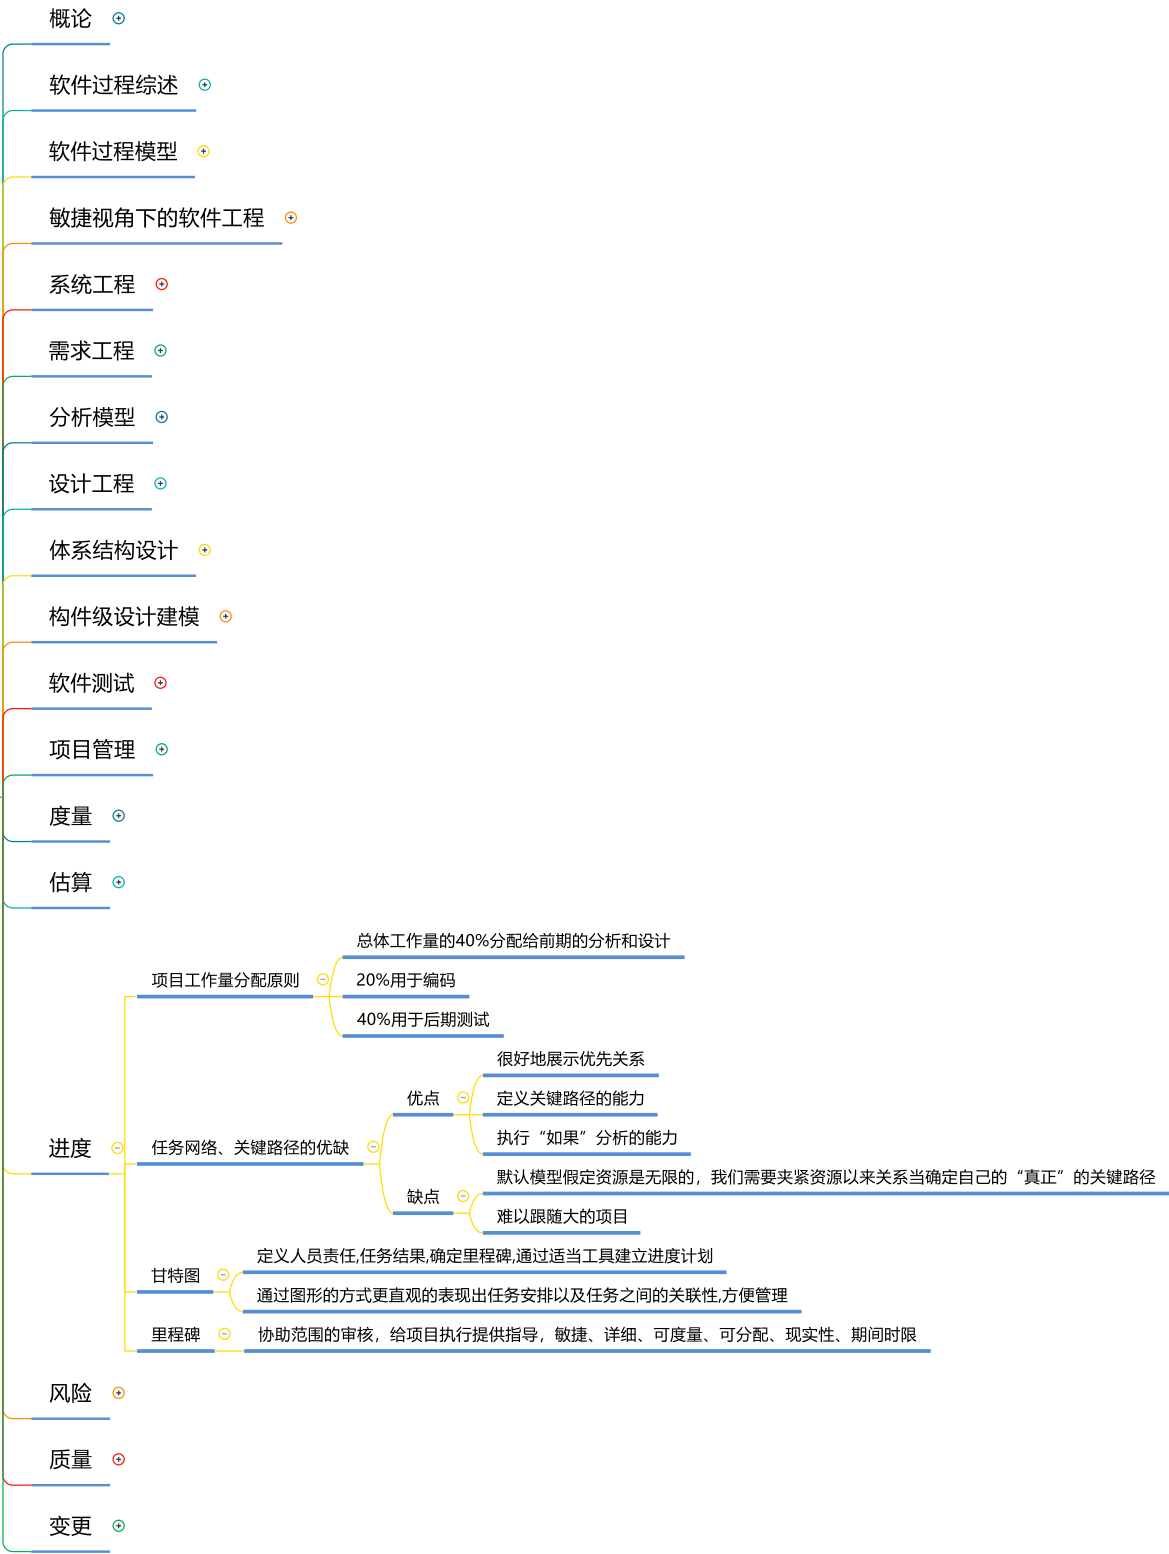 概论
软件过程综述
软件过程模型
敏捷视角下的软件工程
系统工程
需求工程
分析模型
设计工程
体系结构设计
构件级设计建模
软件测试
项目管理
度量
估算
进度
项目工作量分配原则
总体工作量的40%分配给前期的分析和设计
20%用于编码
40%用于后期测试
任务网络、关键路径的优缺
优点
很好地展示优先关系
定义关键路径的能力
执行“如果”分析的能力
缺点
默认模型假定资源是无限的，我们需要夹紧资源以来关系当确定自己的“真正”的关键路径
难以跟随大的项目
甘特图
定义人员责任,任务结果,确定里程碑,通过适当工具建立进度计划
通过图形的方式更直观的表现出任务安排以及任务之间的关联性,方便管理
里程碑
协助范围的审核，给项目执行提供指导，敏捷、详细、可度量、可分配、现实性、期间时限
风险
质量
变更